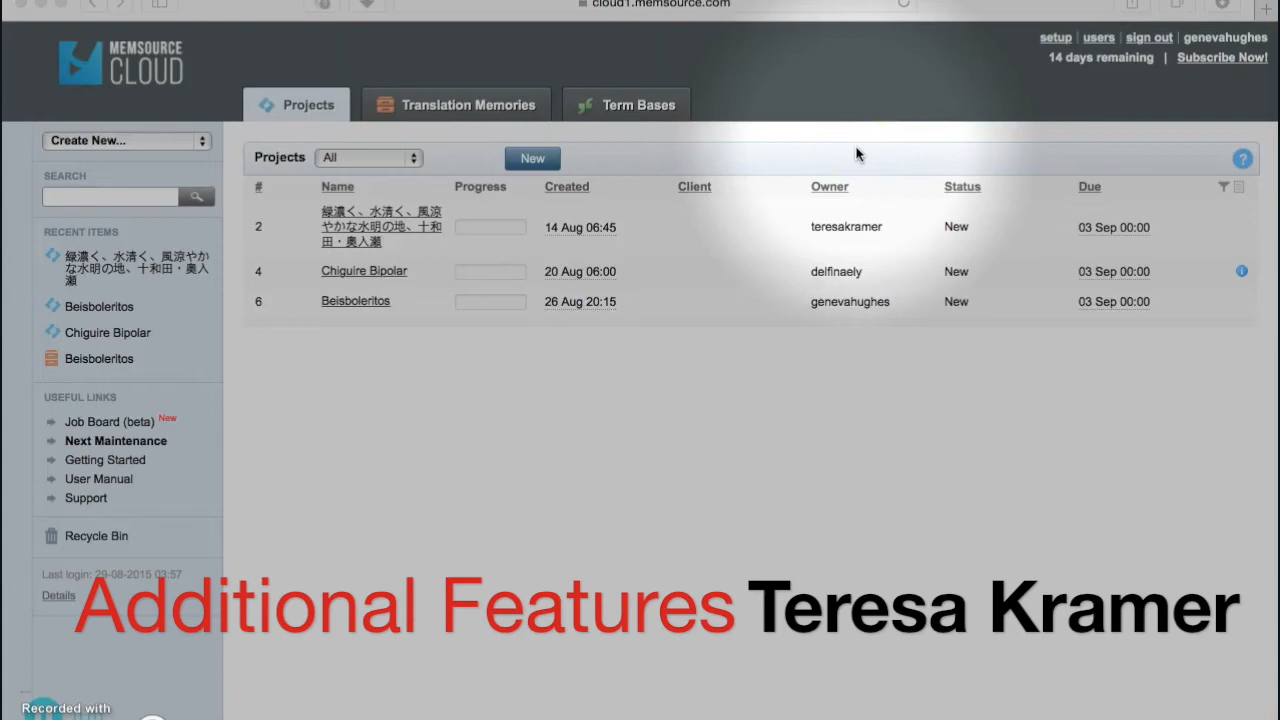 cloud1.memsource.com
MEMSOURCE
CLOUD
setup | users | sign out | genevahughes
14 days remaining | Subscribe Now!
Projects
Translation Memories
Term Bases
Create New...
SEARCH
RECENT ITEMS
緑濃く、水清く、風涼やか
な水明の地、十和田・奥入
瀬
Beisboleritos
Chiguire Bipolar
Beisboleritos
USEFUL LINKS
Job Board (beta) New
Next Maintenance
Getting Started
User Manual
Support
Recycle Bin
Last login: 29-08-2015 03:57
Details
Projects All New ?
# Name Progress Created Client Owner Status Due
2 緑濃く、水清く、風涼
やかな水明の地、十和
田・奥入瀬 14 Aug 06:45 teresakramer New 03 Sep 00:00
4 Chiguire Bipolar 20 Aug 06:00 delfinaely New 03 Sep 00:00
6 Beisboleritos 26 Aug 20:15 genevahughes New 03 Sep 00:00
Additional Features Teresa Kramer
Recorded with